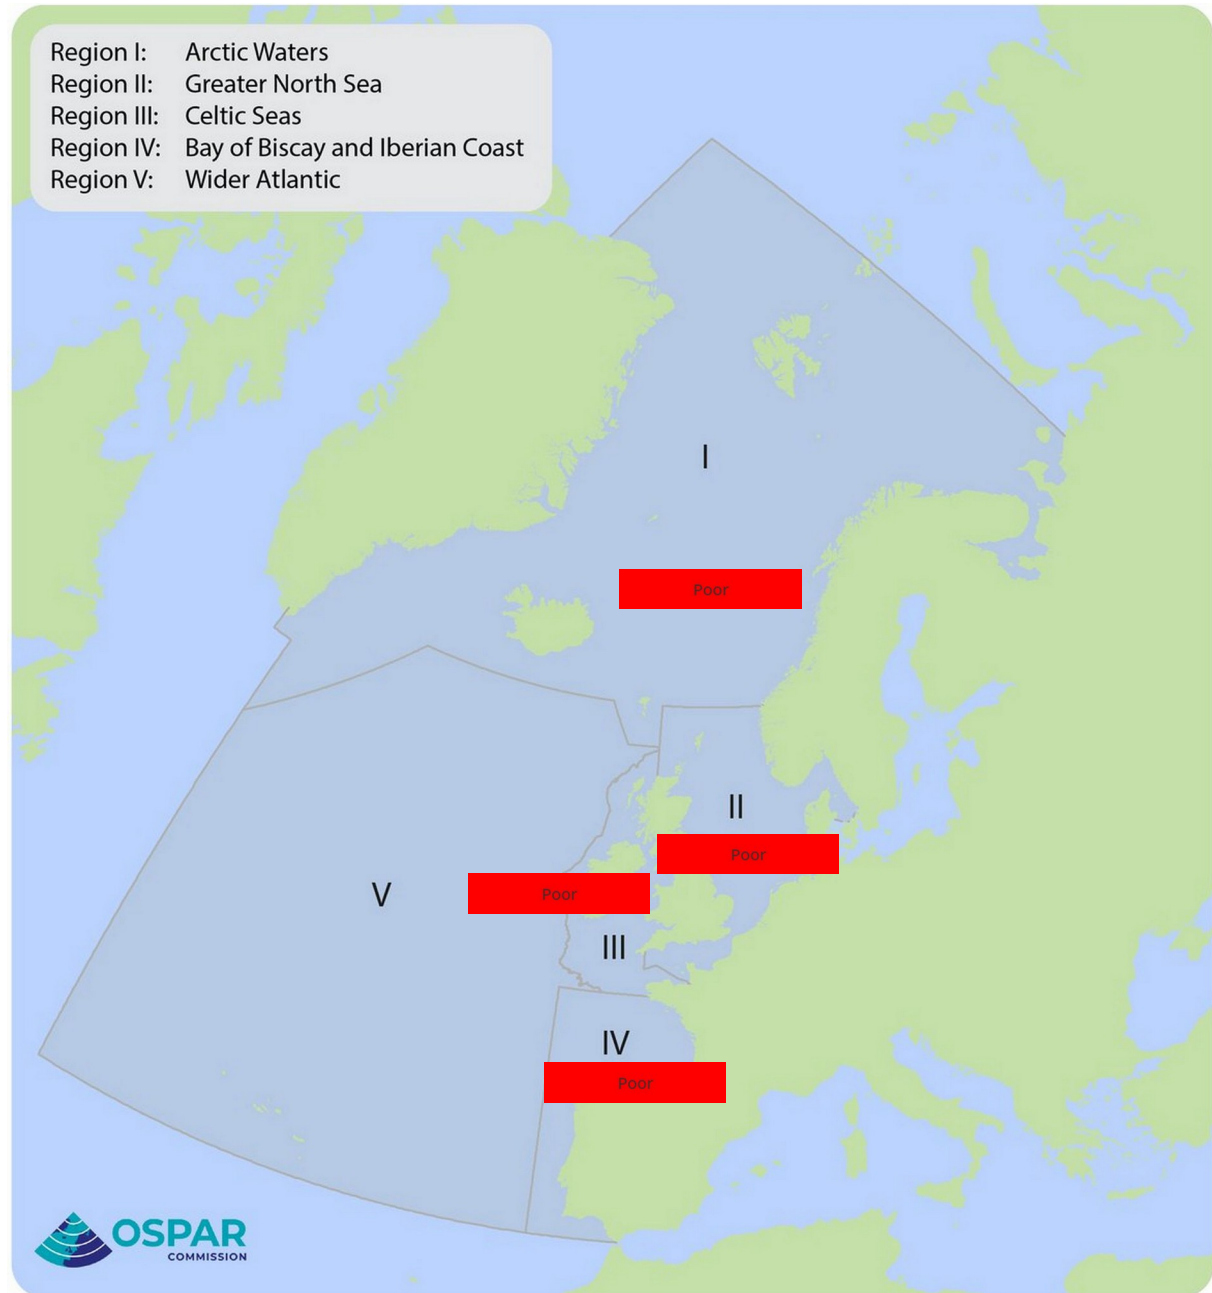 Region I: Arctic Waters
Region II: Greater North Sea
Region III: Celtic Seas
Region IV: Bay of Biscay and Iberian Coast
Region V: Wider Atlantic
I
Poor
II
Poor
Poor
V
III
IV
Poor
OSPAR
COMMISSION